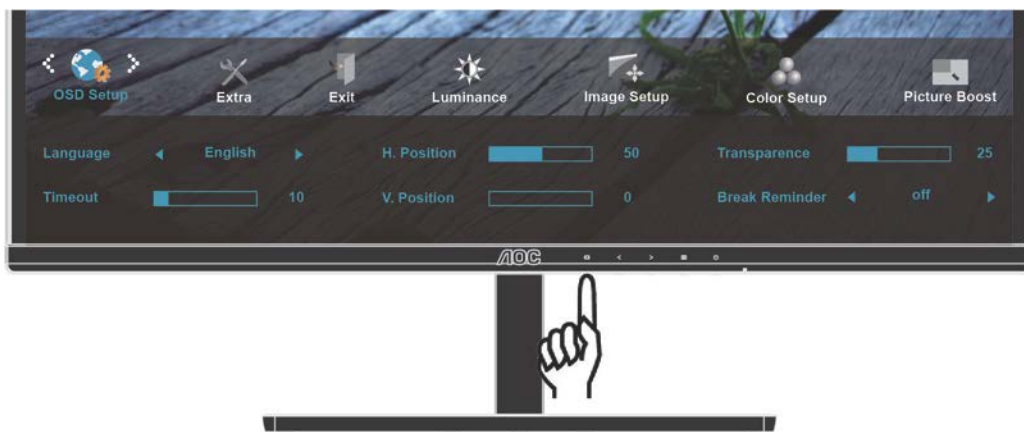 OSD Setup Extra Exit Luminance Image Setup Color Setup Picture Boost
Language English H. Position 50 Transparence 25
Timeout 10 V. Position 0 Break Reminder off
AOC